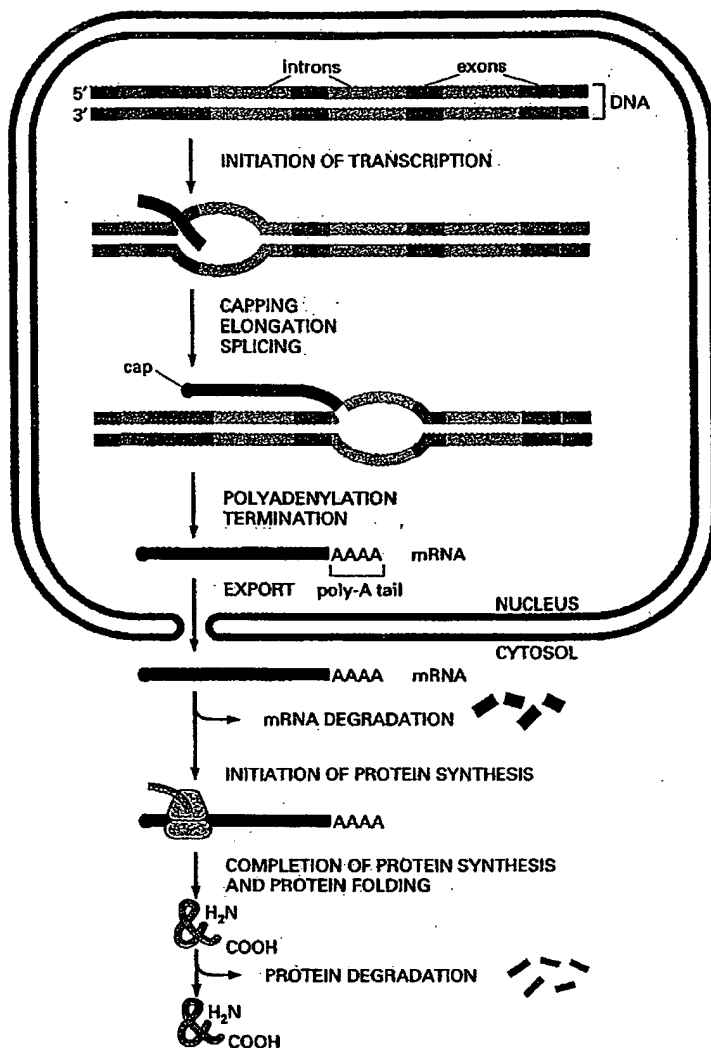 introns exons
5′
3′
DNA
INITIATION OF TRANSCRIPTION
CAPPING
ELONGATION
SPLICING
cap
POLYADENYLATION
TERMINATION
AAAA mRNA
EXPORT poly-A tail
NUCLEUS
CYTOSOL
AAAA mRNA
mRNA DEGRADATION
INITIATION OF PROTEIN SYNTHESIS
AAAA
COMPLETION OF PROTEIN SYNTHESIS
AND PROTEIN FOLDING
H₂N
COOH
PROTEIN DEGRADATION
H₂N
COOH